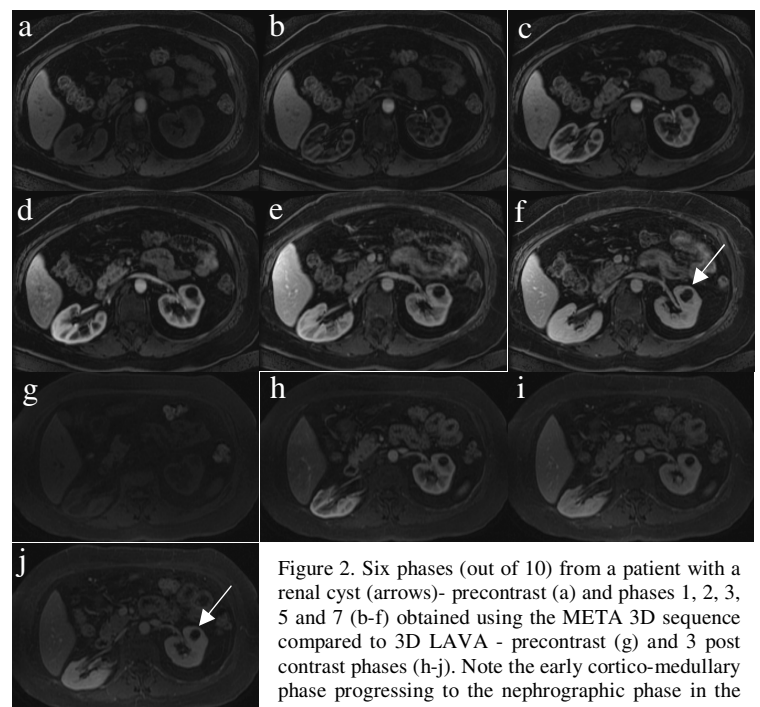 a
b
c
d
e
f
g
h
i
j
Figure 2. Six phases (out of 10) from a patient with a
renal cyst (arrows)- precontrast (a) and phases 1, 2, 3,
5 and 7 (b-f) obtained using the META 3D sequence
compared to 3D LAVA - precontrast (g) and 3 post
contrast phases (h-j). Note the early cortico-medullary
phase progressing to the nephrographic phase in the